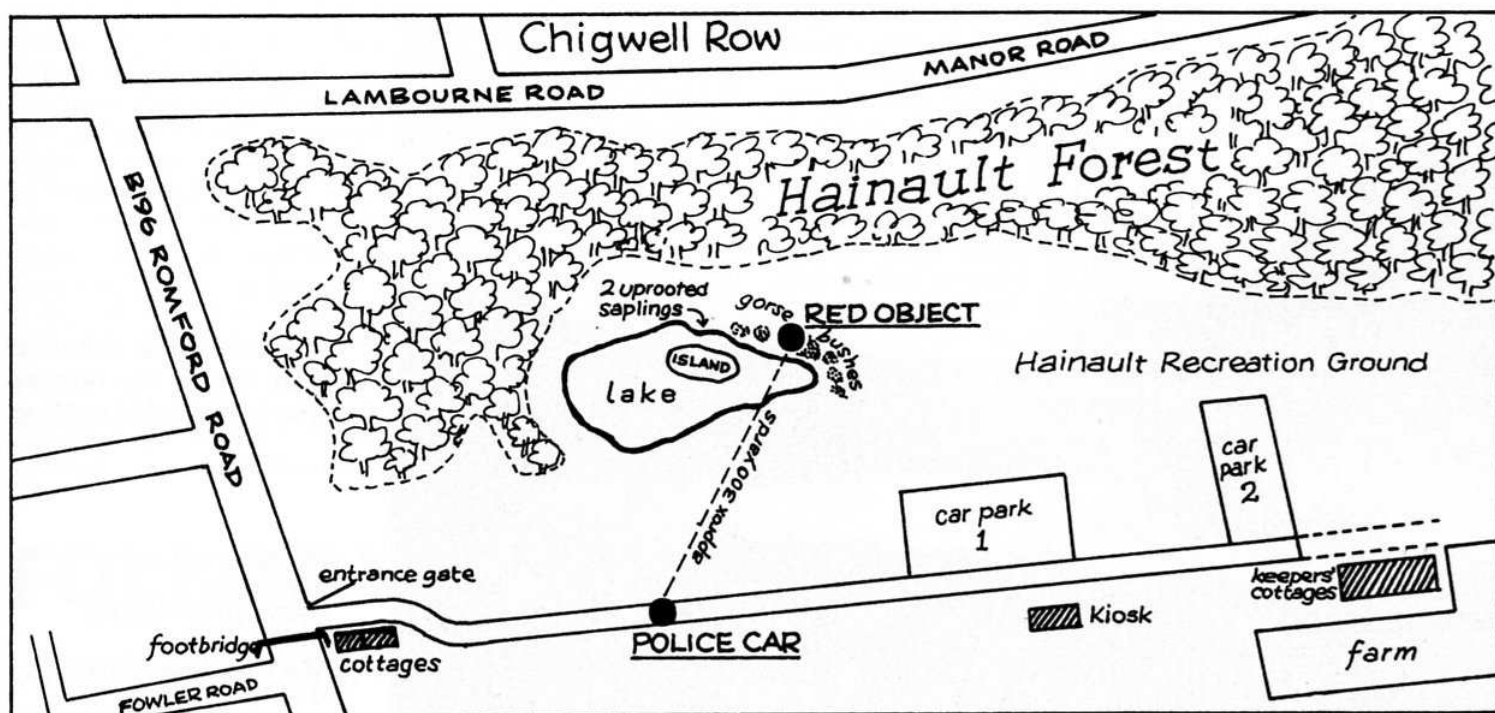 Chigwell Row
LAMBOURNE ROAD
MANOR ROAD
B196 ROMFORD ROAD
Hainault Forest
2 uprooted
saplings
gorse
bushes
RED OBJECT
ISLAND
lake
Hainault Recreation Ground
approx 300 yards
car park
1
car
park
2
entrance gate
footbridge
cottages
POLICE CAR
Kiosk
keepers'
cottages
farm
FOWLER ROAD